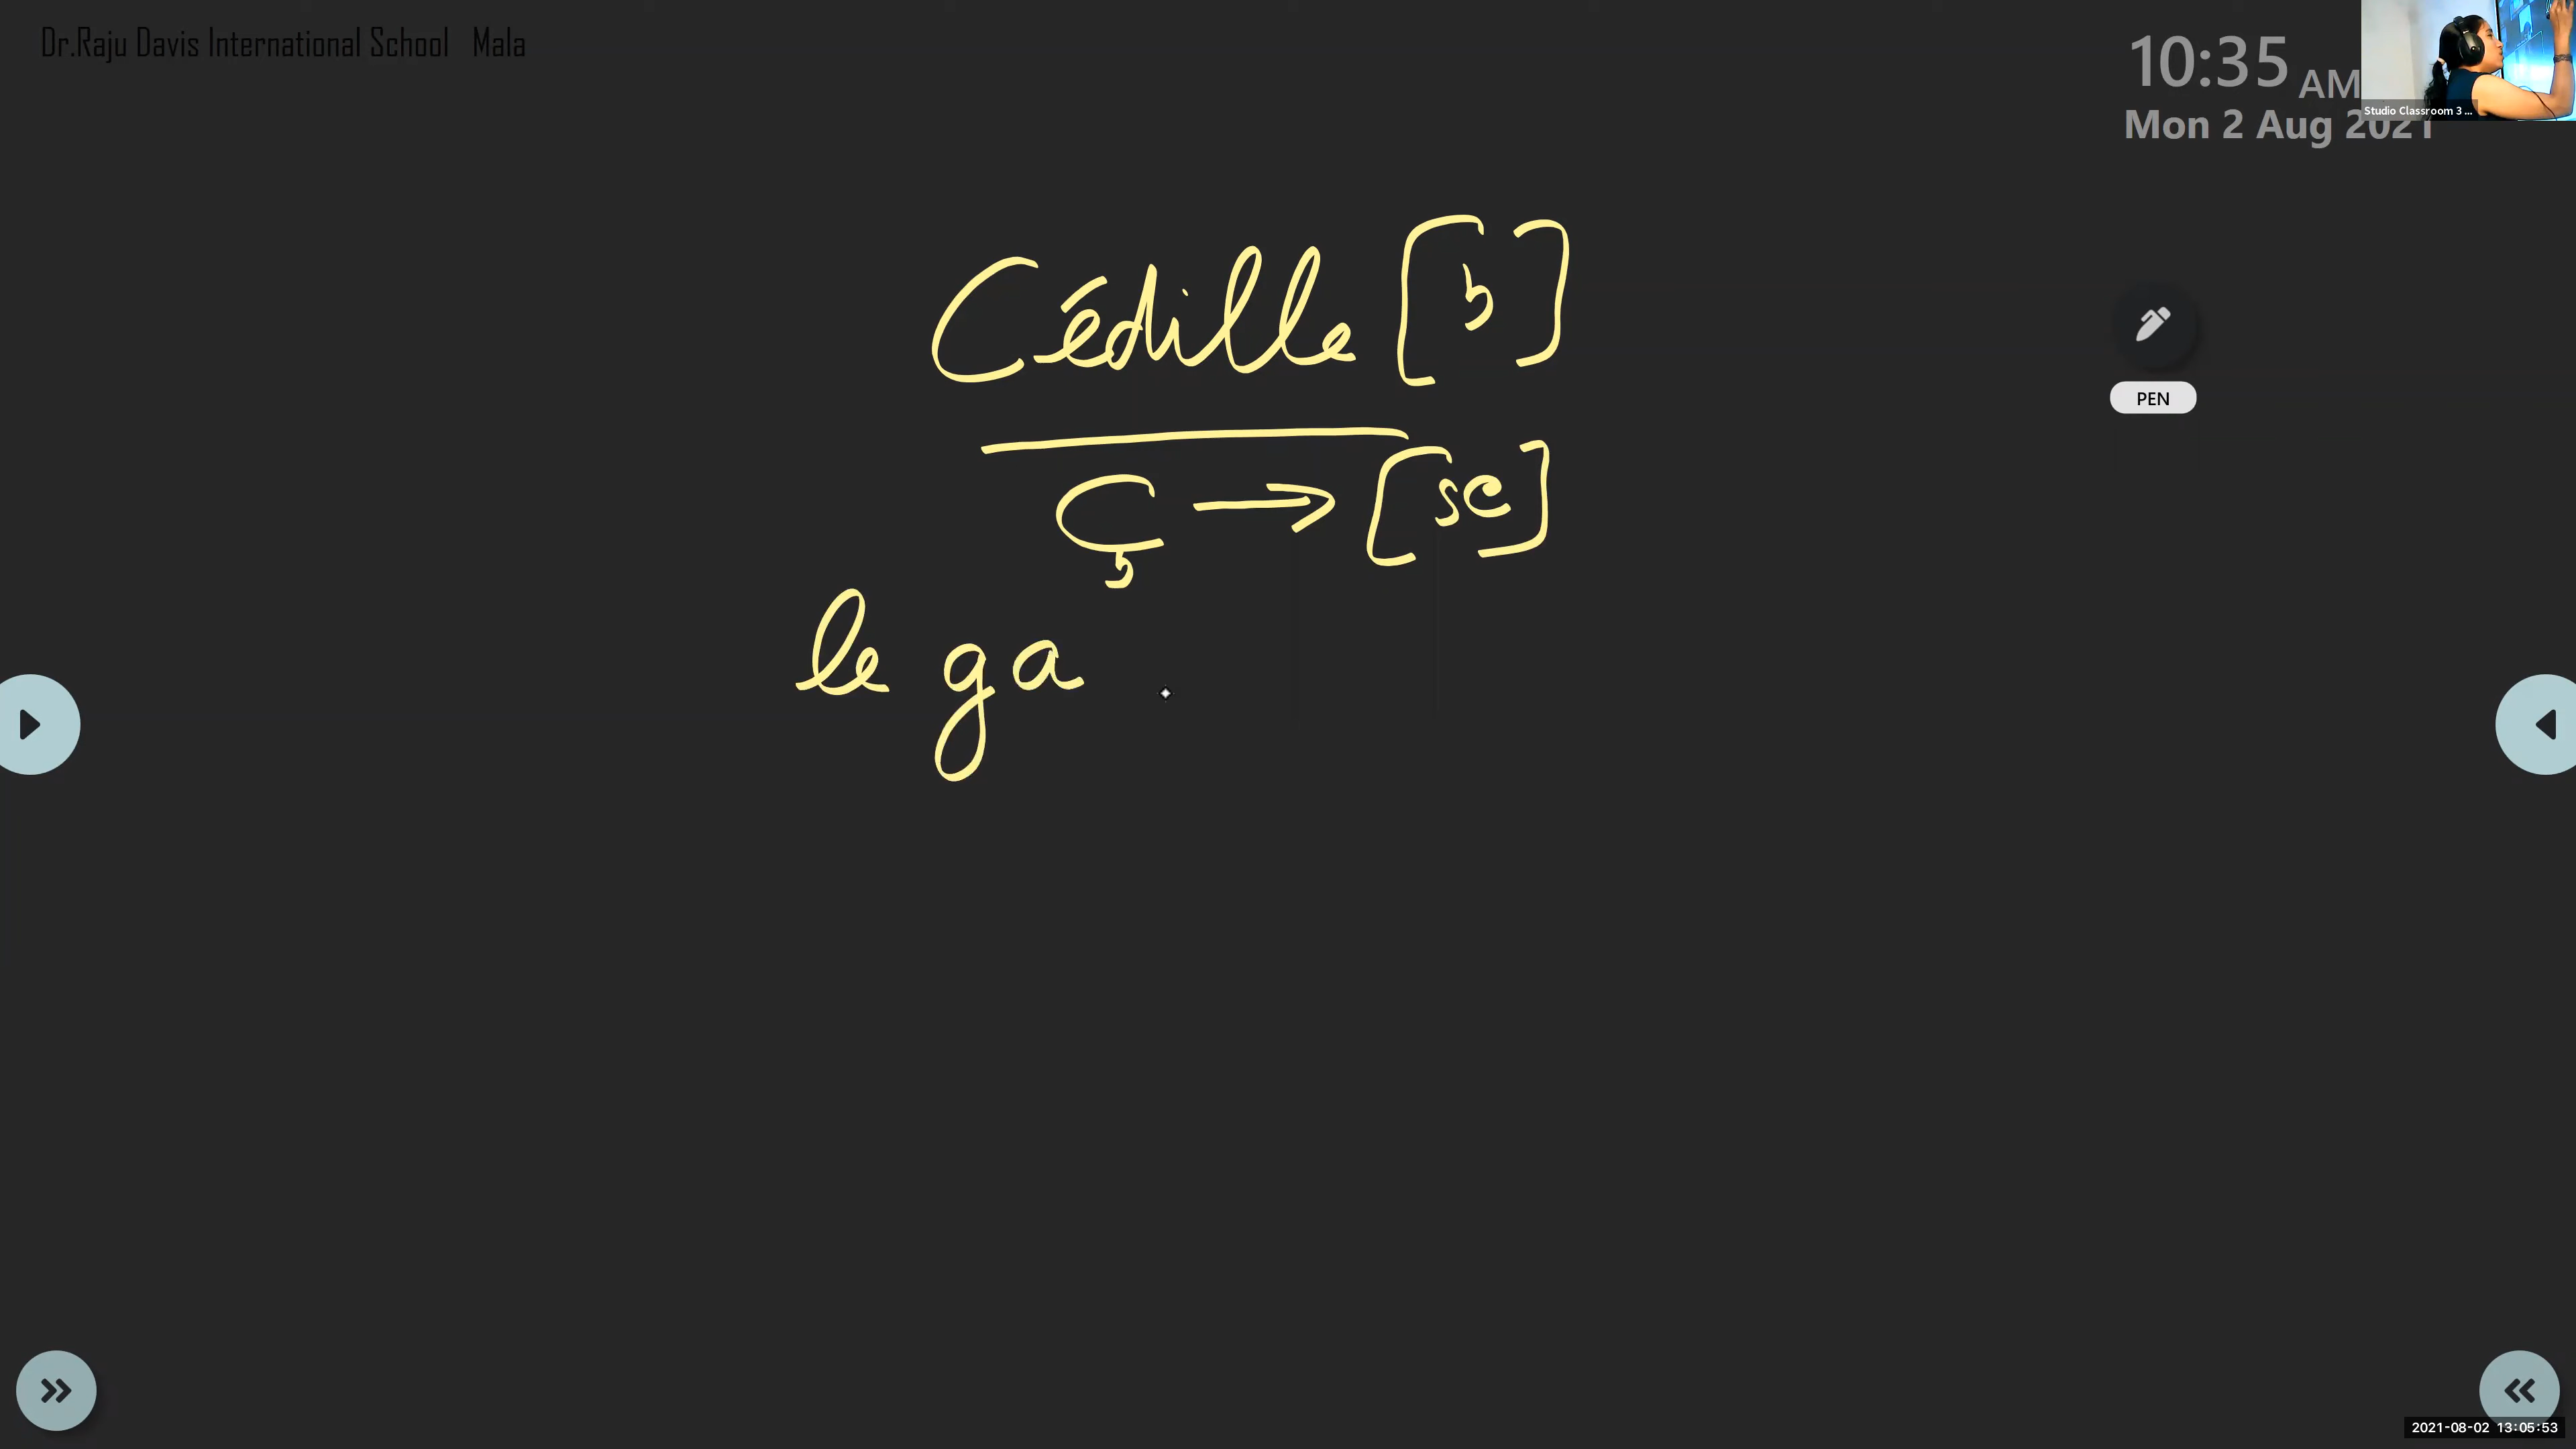 Dr.Raju Davis International School Mala
10:35 AM
Mon 2 Aug 2021
Studio Classroom 3 ...
Cédille [ ̧ ]
PEN
Ç → [se]
le ga
2021-08-02 13:05:53